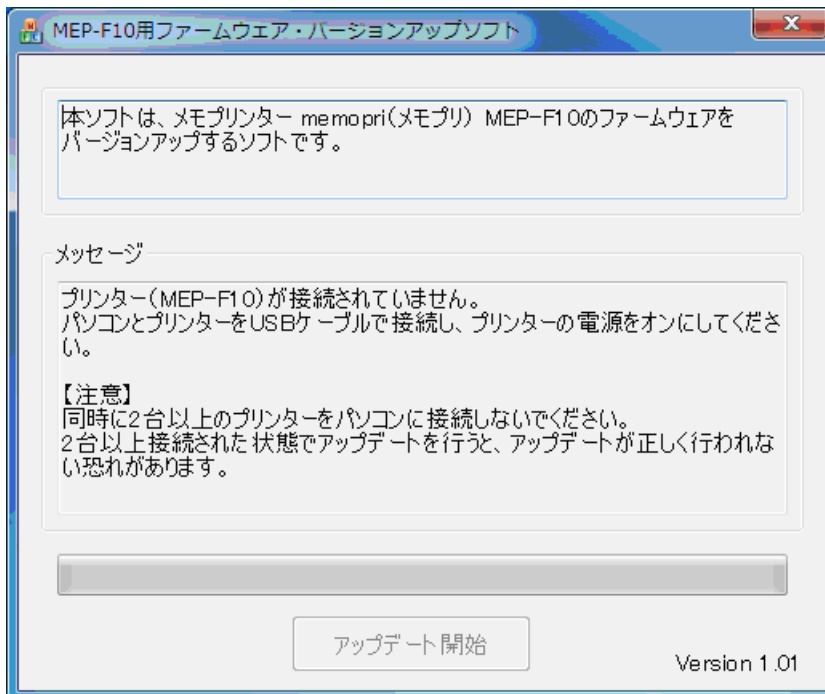 MEP-F10用ファームウェア・バージョンアップソフト
本ソフトは、メモプリンター memopri(メモプリ) MEP-F10のファームウェアを
バージョンアップするソフトです。
メッセージ
プリンター(MEP-F10)が接続されていません。
パソコンとプリンターをUSBケーブルで接続し、プリンターの電源をオンにしてくださ
い。
【注意】
同時に2台以上のプリンターをパソコンに接続しないでください。
2台以上接続された状態でアップデートを行うと、アップデートが正しく行われな
い恐れがあります。
アップデート開始
Version 1.01